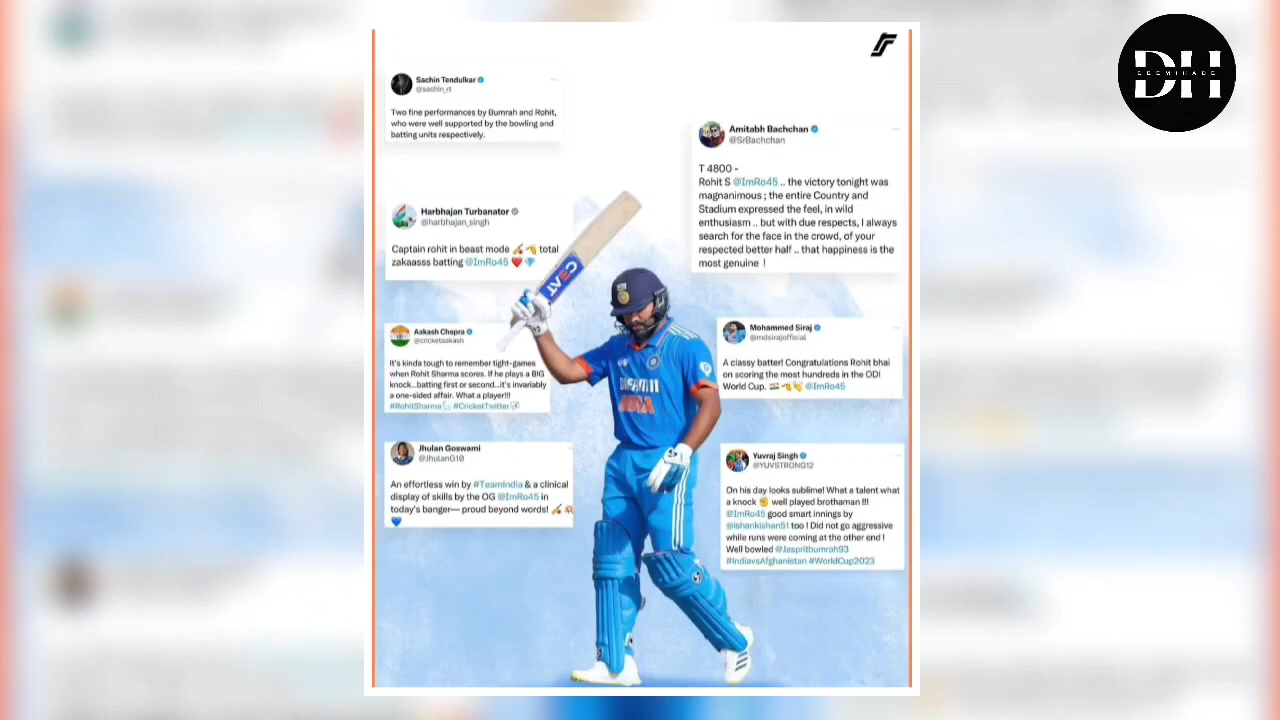 Sachin Tendulkar
@sachin_rt
Two fine performances by Bumrah and Rohit,
who were well supported by the bowling and
batting units respectively.
Harbhajan Turbanator
@harbhajan_singh
Captain rohit in beast mode 🏏 💫 total
zakaasss batting @ImRo45 ❤️ 💎
Aakash Chopra
@cricketaakash
It's kinda tough to remember tight-games
when Rohit Sharma scores. If he plays a BIG
knock...batting first or second...it's invariably
a one-sided affair. What a player!!!
#RohitSharma #CricketTwitter
Jhulan Goswami
@JhulanG10
An effortless win by #TeamIndia & a clinical
display of skills by the OG @ImRo45 in
today's banger— proud beyond words! 🏏 💥
💙
Amitabh Bachchan
@SrBachchan
T 4800 -
Rohit S @ImRo45 .. the victory tonight was
magnanimous ; the entire Country and
Stadium expressed the feel, in wild
enthusiasm .. but with due respects, I always
search for the face in the crowd, of your
respected better half .. that happiness is the
most genuine !
Mohammed Siraj
@mdsirajofficial
A classy batter! Congratulations Rohit bhai
on scoring the most hundreds in the ODI
World Cup. 🇮🇳 💫 👏 @ImRo45
Yuvraj Singh
@YUVSTRONG12
On his day looks sublime! What a talent what
a knock ✊ well played brothaman !!!
@ImRo45 good smart innings by
@ishankishan51 too ! Did not go aggressive
while runs were coming at the other end !
Well bowled @Jaspritbumrah93
#IndiavsAfghanistan #WorldCup2023
CEAT
DREAM11
INDIA
DH
DEEMIHADE